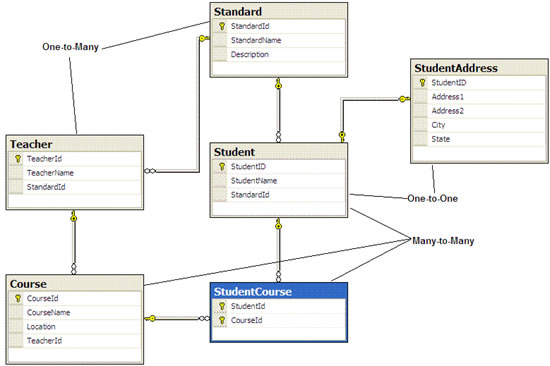 Standard
StandardId
StandardName
Description
One-to-Many
StudentAddress
StudentID
Address1
Address2
City
State
Teacher
TeacherId
TeacherName
StandardId
Student
StudentID
StudentName
StandardId
One-to-One
Many-to-Many
Course
CourseId
CourseName
Location
TeacherId
StudentCourse
StudentId
CourseId